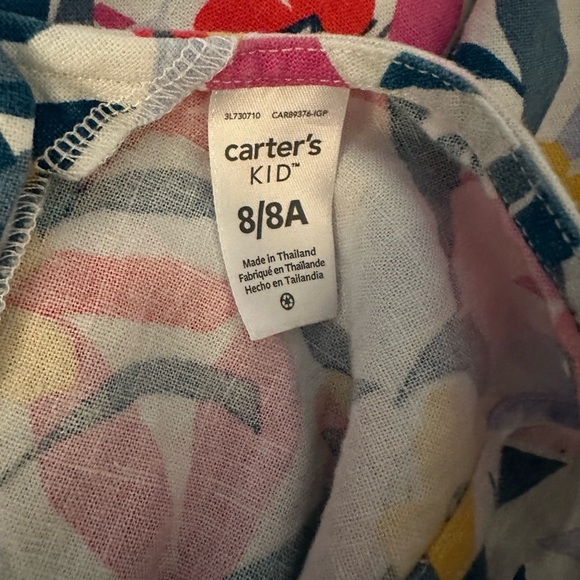 3L730710 CAR89376-IGP
carter's
KID™
8/8A
Made in Thailand
Fabriqué en Thaïlande
Hecho en Tailandia